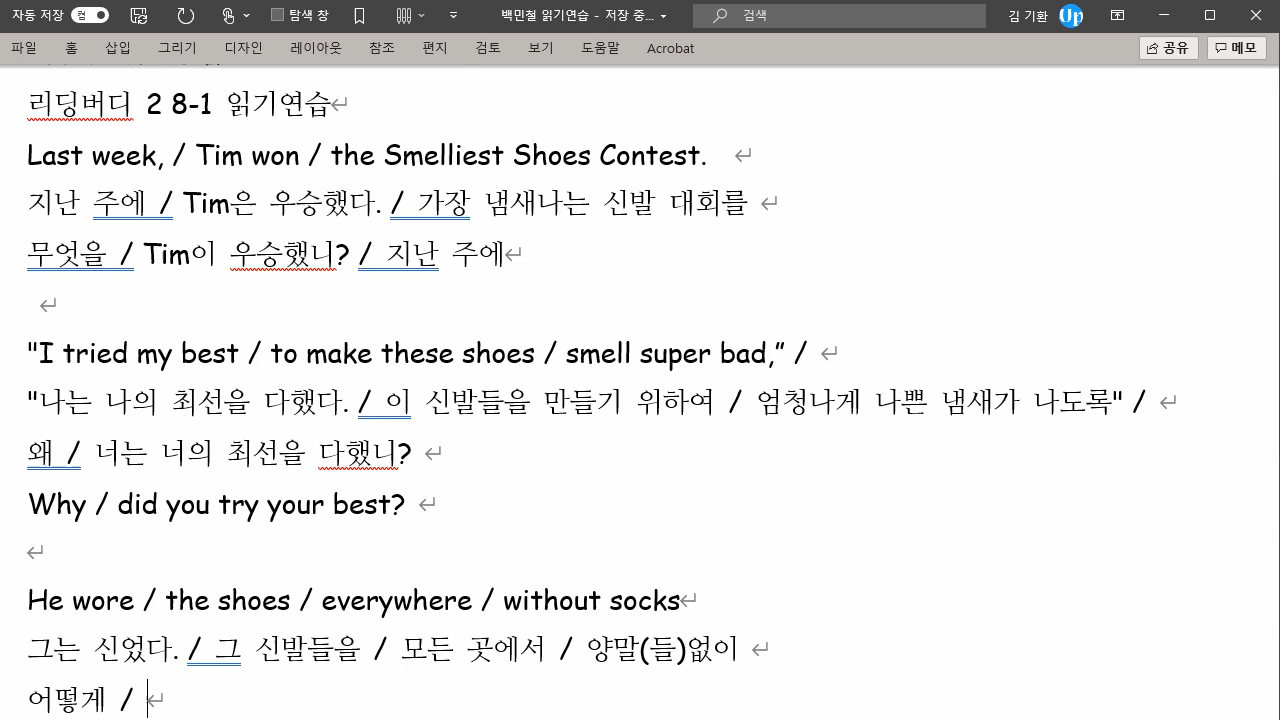 자동 저장 컴 탐색 창 백민철 읽기연습 - 저장 중... 검색 김 기환 Up
파일 홈 삽입 그리기 디자인 레이아웃 참조 편지 검토 보기 도움말 Acrobat 공유 메모
리딩버디 2 8-1 읽기연습
Last week, / Tim won / the Smelliest Shoes Contest.
지난 주에 / Tim은 우승했다. / 가장 냄새나는 신발 대회를
무엇을 / Tim이 우승했니? / 지난 주에
"I tried my best / to make these shoes / smell super bad,” /
"나는 나의 최선을 다했다. / 이 신발들을 만들기 위하여 / 엄청나게 나쁜 냄새가 나도록" /
왜 / 너는 너의 최선을 다했니?
Why / did you try your best?
He wore / the shoes / everywhere / without socks
그는 신었다. / 그 신발들을 / 모든 곳에서 / 양말(들)없이
어떻게 /